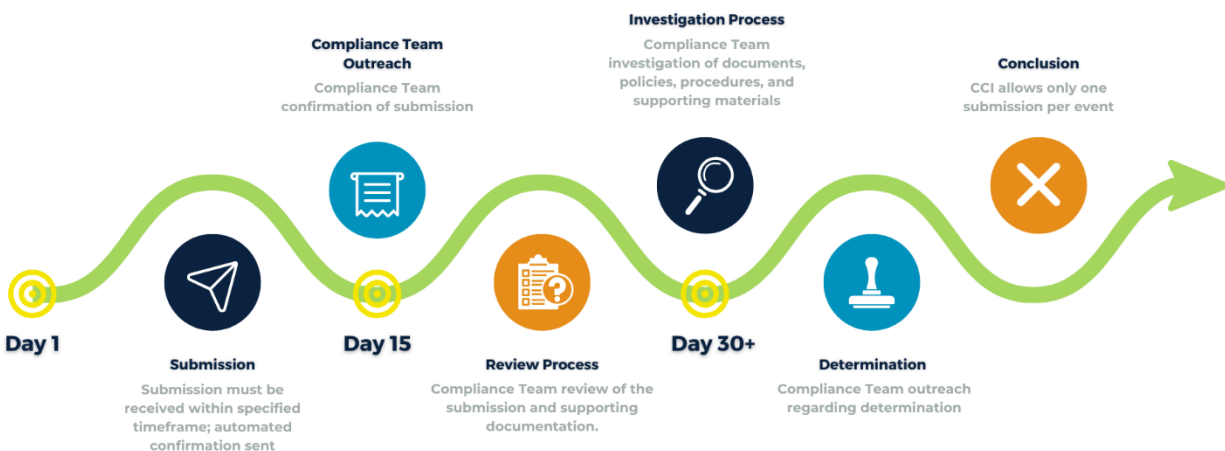 Day 1
Submission
Submission must be
received within specified
timeframe; automated
confirmation sent
Compliance Team
Outreach
Compliance Team
confirmation of submission
Day 15
Review Process
Compliance Team review of the
submission and supporting
documentation.
Investigation Process
Compliance Team
investigation of documents,
policies, procedures, and
supporting materials
Day 30+
Determination
Compliance Team outreach
regarding determination
Conclusion
CCI allows only one
submission per event
?